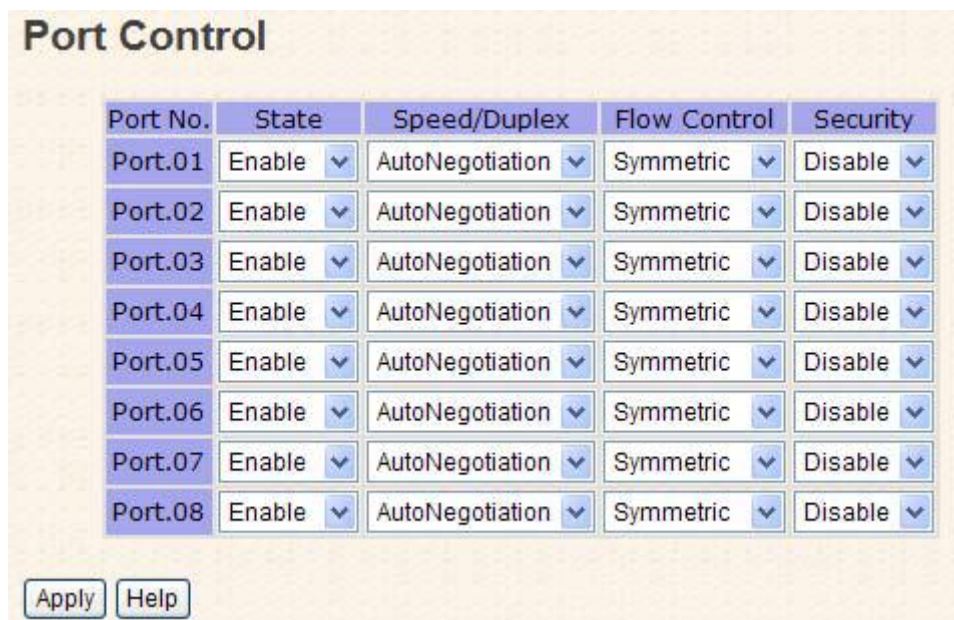 Port Control
Port No. State Speed/Duplex Flow Control Security
Port.01 Enable AutoNegotiation Symmetric Disable
Port.02 Enable AutoNegotiation Symmetric Disable
Port.03 Enable AutoNegotiation Symmetric Disable
Port.04 Enable AutoNegotiation Symmetric Disable
Port.05 Enable AutoNegotiation Symmetric Disable
Port.06 Enable AutoNegotiation Symmetric Disable
Port.07 Enable AutoNegotiation Symmetric Disable
Port.08 Enable AutoNegotiation Symmetric Disable
Apply Help